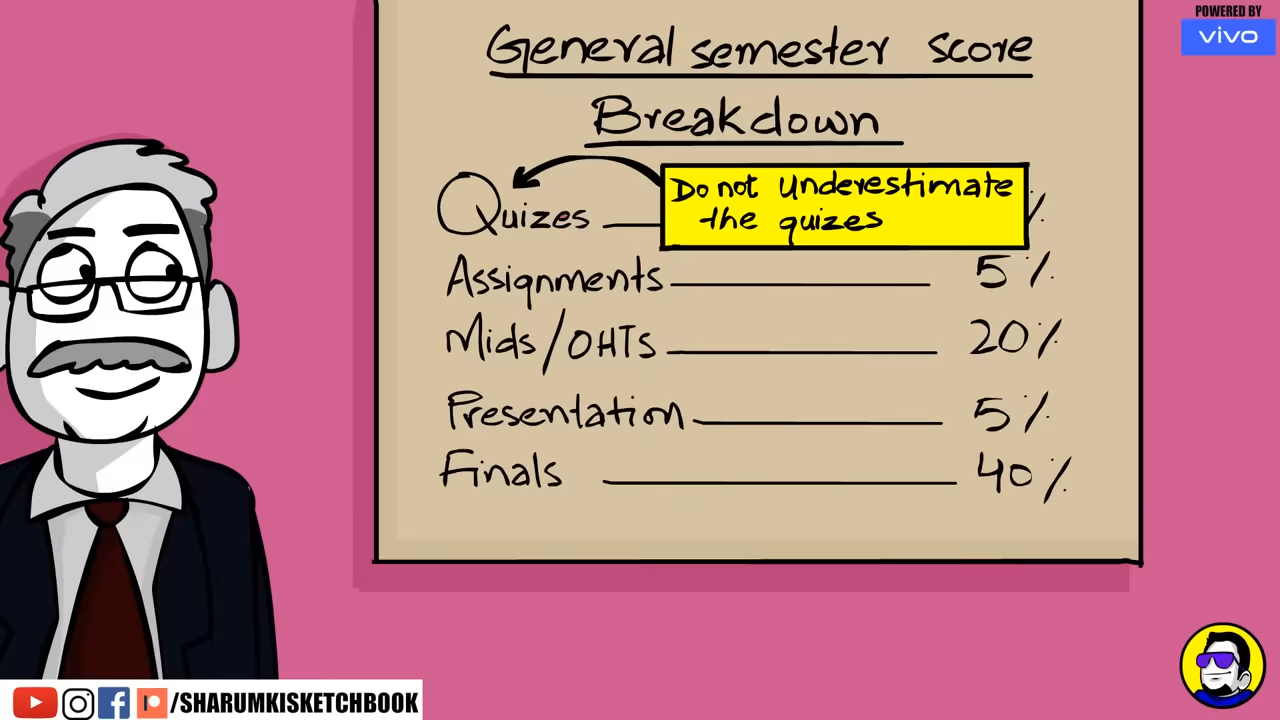 POWERED BY
vivo
General semester score
Breakdown
Do not underestimate
the quizes
Quizes %
Assignments 5%
Mids/OHTs 20%
Presentation 5%
Finals 40%
/SHARUMKISKETCHBOOK